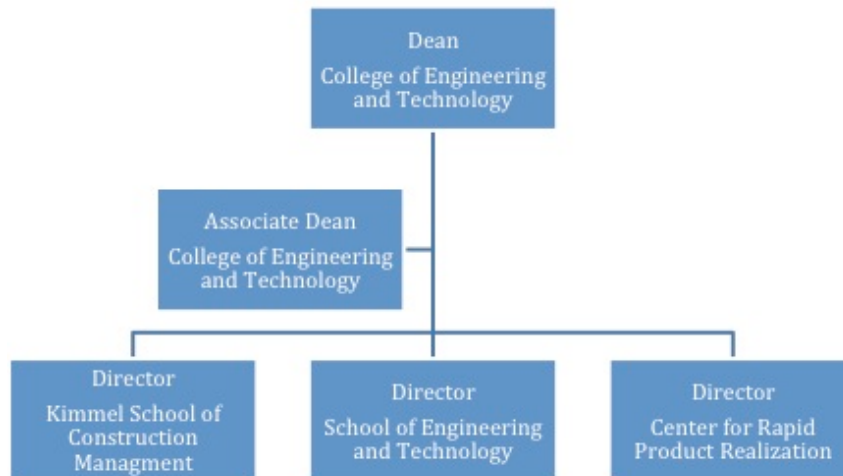 Dean
College of Engineering
and Technology
Associate Dean
College of Engineering
and Technology
Director
Kimmel School of
Construction
Managment
Director
School of Engineering
and Technology
Director
Center for Rapid
Product Realization